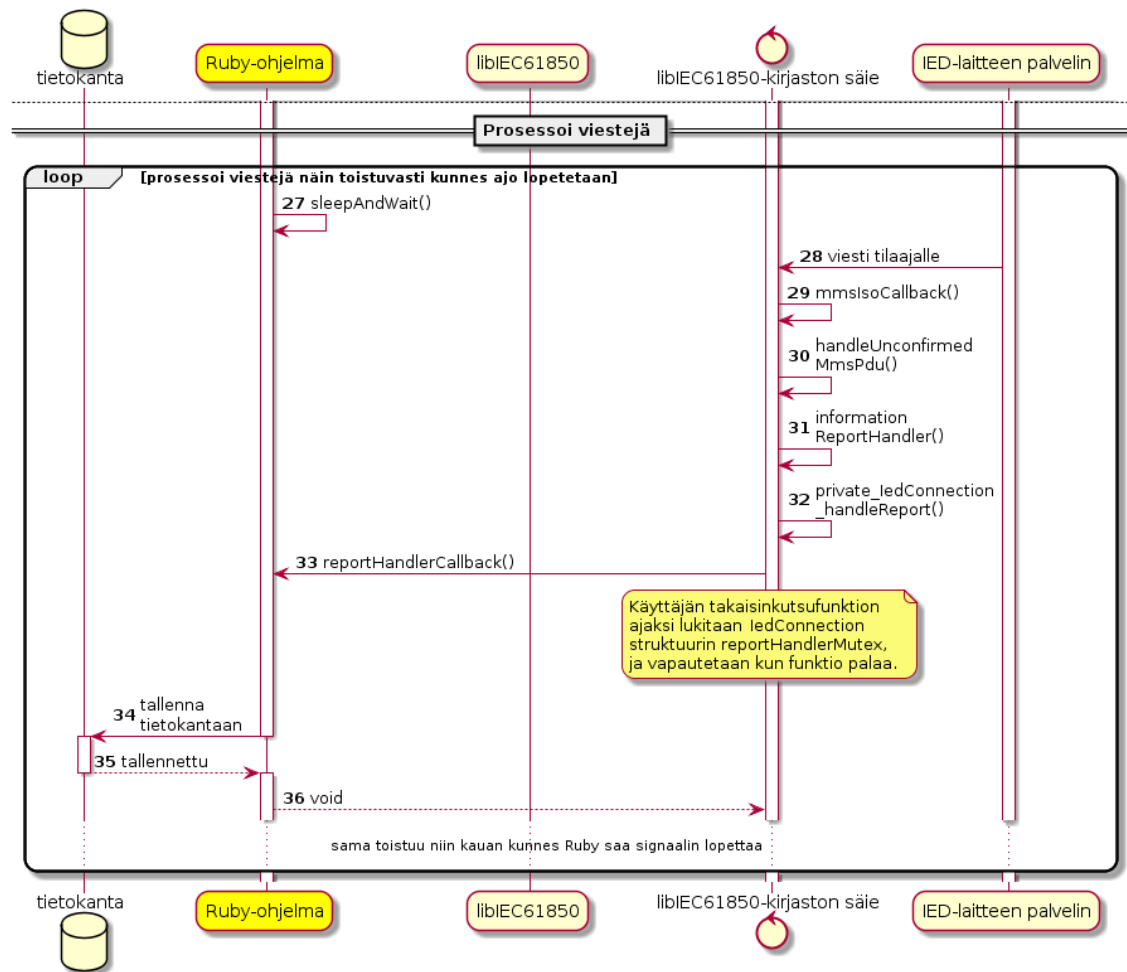 tietokanta
Ruby-ohjelma
libIEC61850
libIEC61850-kirjaston säie
IED-laitteen palvelin
Prosessoi viestejä
loop
[prosessoi viestejä näin toistuvasti kunnes ajo lopetetaan]
27 sleepAndWait()
28 viesti tilaajalle
29 mmsIsoCallback()
30 handleUnconfirmed
MmsPdu()
31 information
ReportHandler()
32 private_IedConnection
_handleReport()
33 reportHandlerCallback()
Käyttäjän takaisinkutsufunktion
ajaksi lukitaan IedConnection
struktuurin reportHandlerMutex,
ja vapautetaan kun funktio palaa.
34 tallenna
tietokantaan
35 tallennettu
36 void
sama toistuu niin kauan kunnes Ruby saa signaalin lopettaa
tietokanta
Ruby-ohjelma
libIEC61850
libIEC61850-kirjaston säie
IED-laitteen palvelin